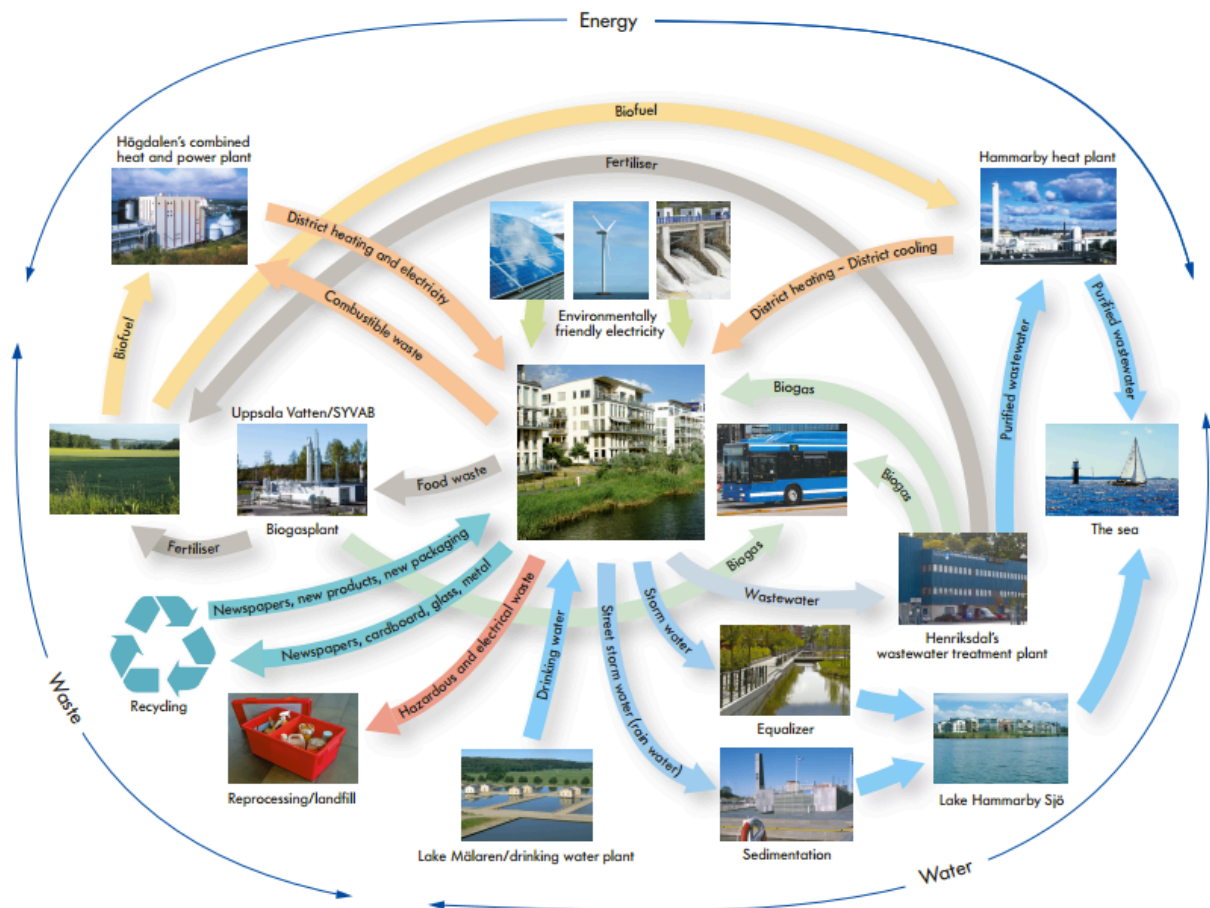 Energy
Biofuel
Högdalen's combined
heat and power plant
Fertiliser
Hammarby heat plant
District heating and electricity
District heating – District cooling
Combustible waste
Environmentally
friendly electricity
Biofuel
Purified wastewater
Purified wastewater
Biogas
Uppsala Vatten/SYVAB
Food waste
Biogas
Biogasplant
The sea
Fertiliser
Biogas
Newspapers, new products, new packaging
Wastewater
Newspapers, cardboard, glass, metal
Storm water
Henriksdal's
wastewater treatment plant
Drinking water
Street storm water (rain water)
Hazardous and electrical waste
Recycling
Waste
Equalizer
Reprocessing/landfill
Lake Hammarby Sjö
Lake Mälaren/drinking water plant
Sedimentation
Water